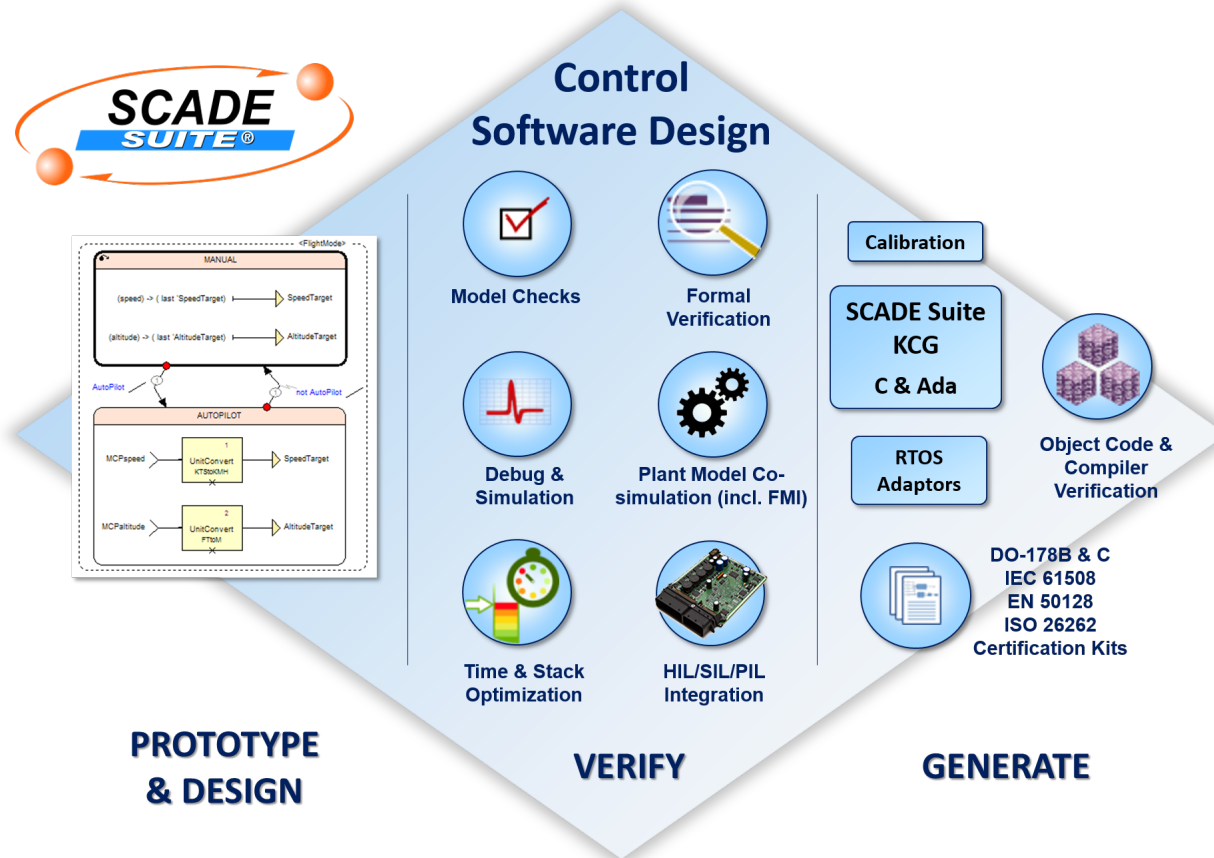 SCADE
SUITE®
Control
Software Design
<FlightMode>
MANUAL
(speed) -> ( last 'SpeedTarget)
SpeedTarget
(altitude) -> ( last 'AltitudeTarget)
AltitudeTarget
AutoPilot
1
1
not AutoPilot
AUTOPILOT
MCPspeed
1
UnitConvert
KTStoKMH
SpeedTarget
MCPaltitude
2
UnitConvert
FTtoM
AltitudeTarget
PROTOTYPE
& DESIGN
Model Checks
Formal
Verification
Debug &
Simulation
Plant Model Co-
simulation (incl. FMI)
Time & Stack
Optimization
HIL/SIL/PIL
Integration
VERIFY
Calibration
SCADE Suite
KCG
C & Ada
RTOS
Adaptors
Object Code &
Compiler
Verification
DO-178B & C
IEC 61508
EN 50128
ISO 26262
Certification Kits
GENERATE